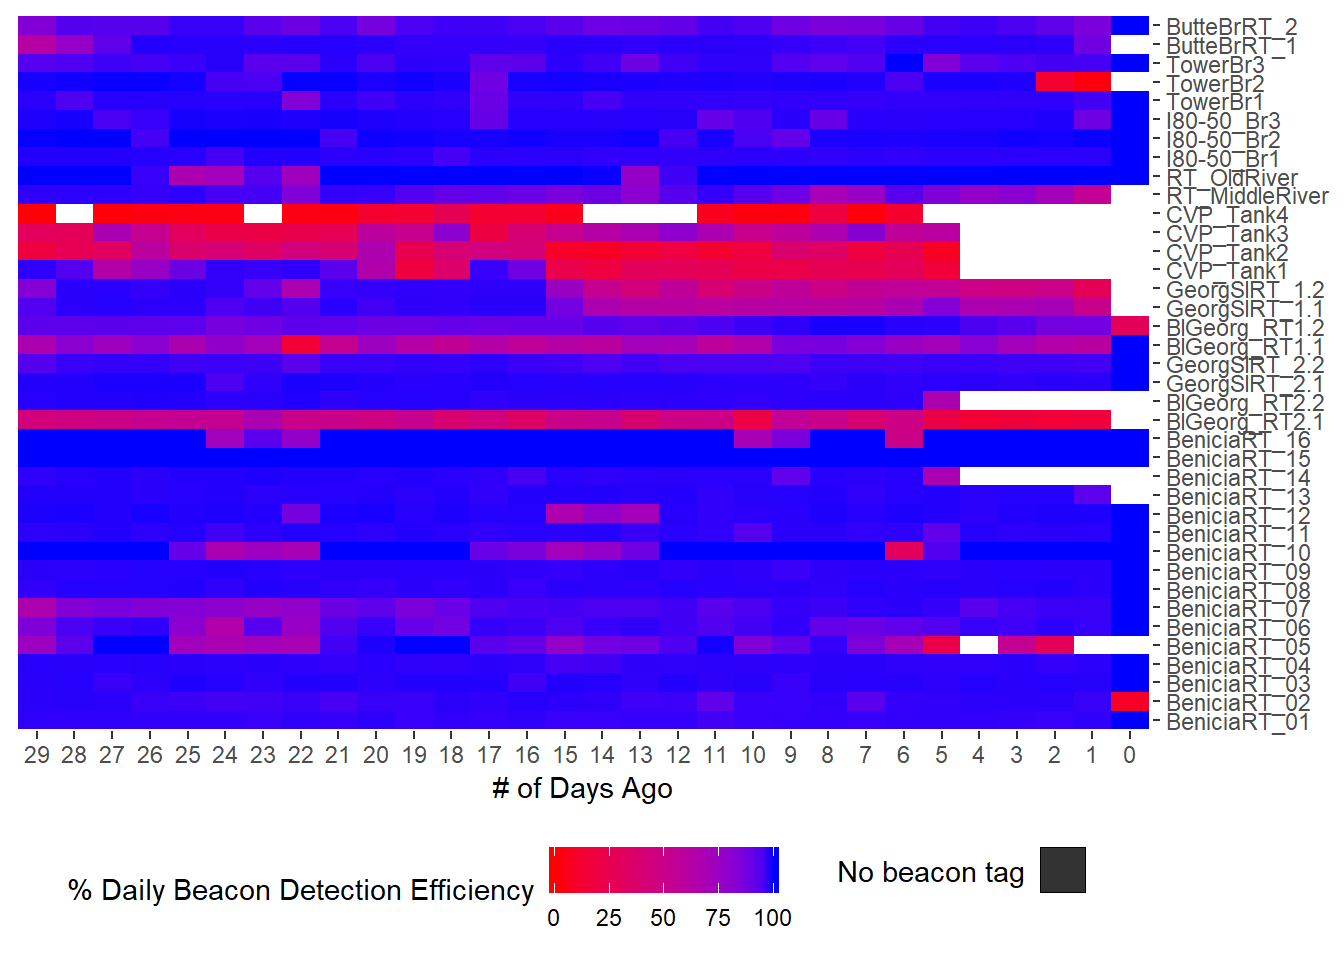 ButteBrRT_2
ButteBrRT_1
TowerBr3
TowerBr2
TowerBr1
I80-50_Br3
I80-50_Br2
I80-50_Br1
RT_OldRiver
RT_MiddleRiver
CVP_Tank4
CVP_Tank3
CVP_Tank2
CVP_Tank1
GeorgSlRT_1.2
GeorgSlRT_1.1
BlGeorg_RT1.2
BlGeorg_RT1.1
GeorgSlRT_2.2
GeorgSlRT_2.1
BlGeorg_RT2.2
BlGeorg_RT2.1
BeniciaRT_16
BeniciaRT_15
BeniciaRT_14
BeniciaRT_13
BeniciaRT_12
BeniciaRT_11
BeniciaRT_10
BeniciaRT_09
BeniciaRT_08
BeniciaRT_07
BeniciaRT_06
BeniciaRT_05
BeniciaRT_04
BeniciaRT_03
BeniciaRT_02
BeniciaRT_01
29 28 27 26 25 24 23 22 21 20 19 18 17 16 15 14 13 12 11 10 9 8 7 6 5 4 3 2 1 0
# of Days Ago
% Daily Beacon Detection Efficiency
0 25 50 75 100
No beacon tag